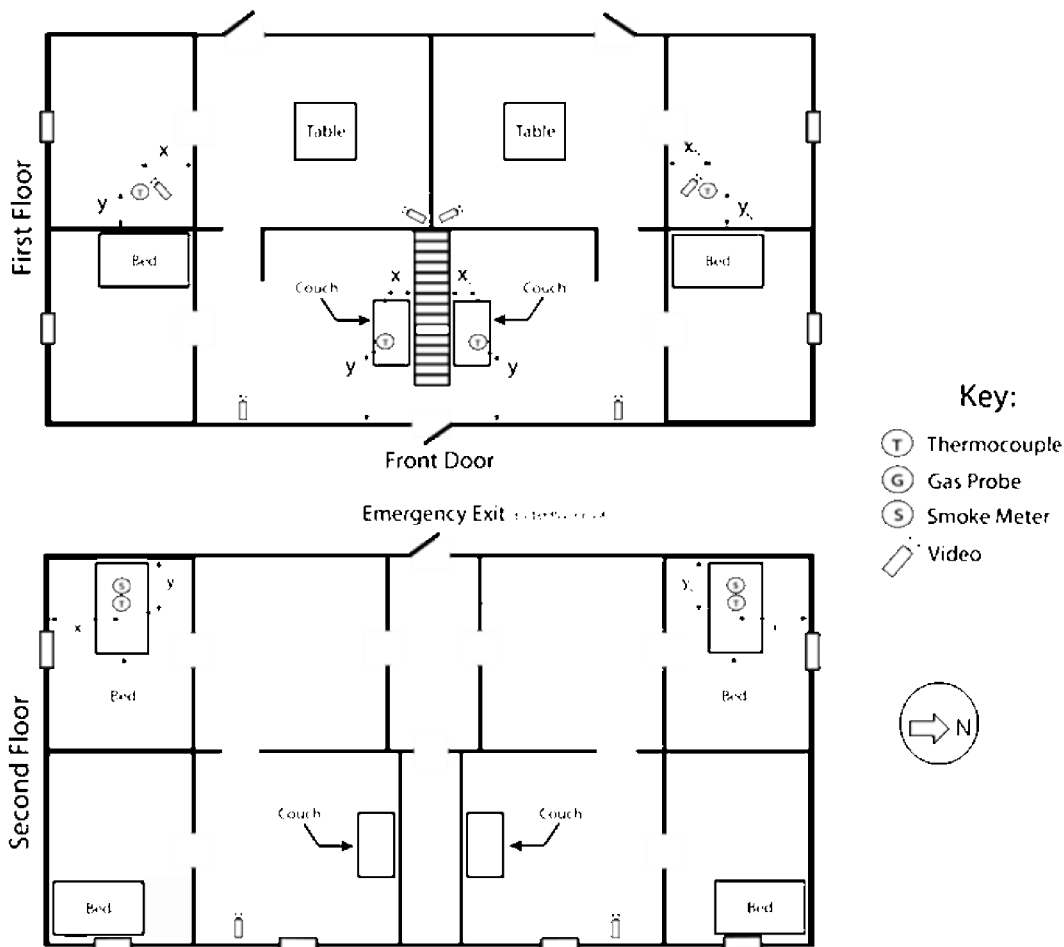 First Floor
Table
Table
x
x
y
y
Bed
Bed
Couch
x
x
Couch
T
T
T
T
y
y
Front Door
Key:
T Thermocouple
G Gas Probe
S Smoke Meter
Video
Emergency Exit
Second Floor
S
T
y
x
S
T
y
Bed
Bed
N
Couch
Couch
Bed
Bed